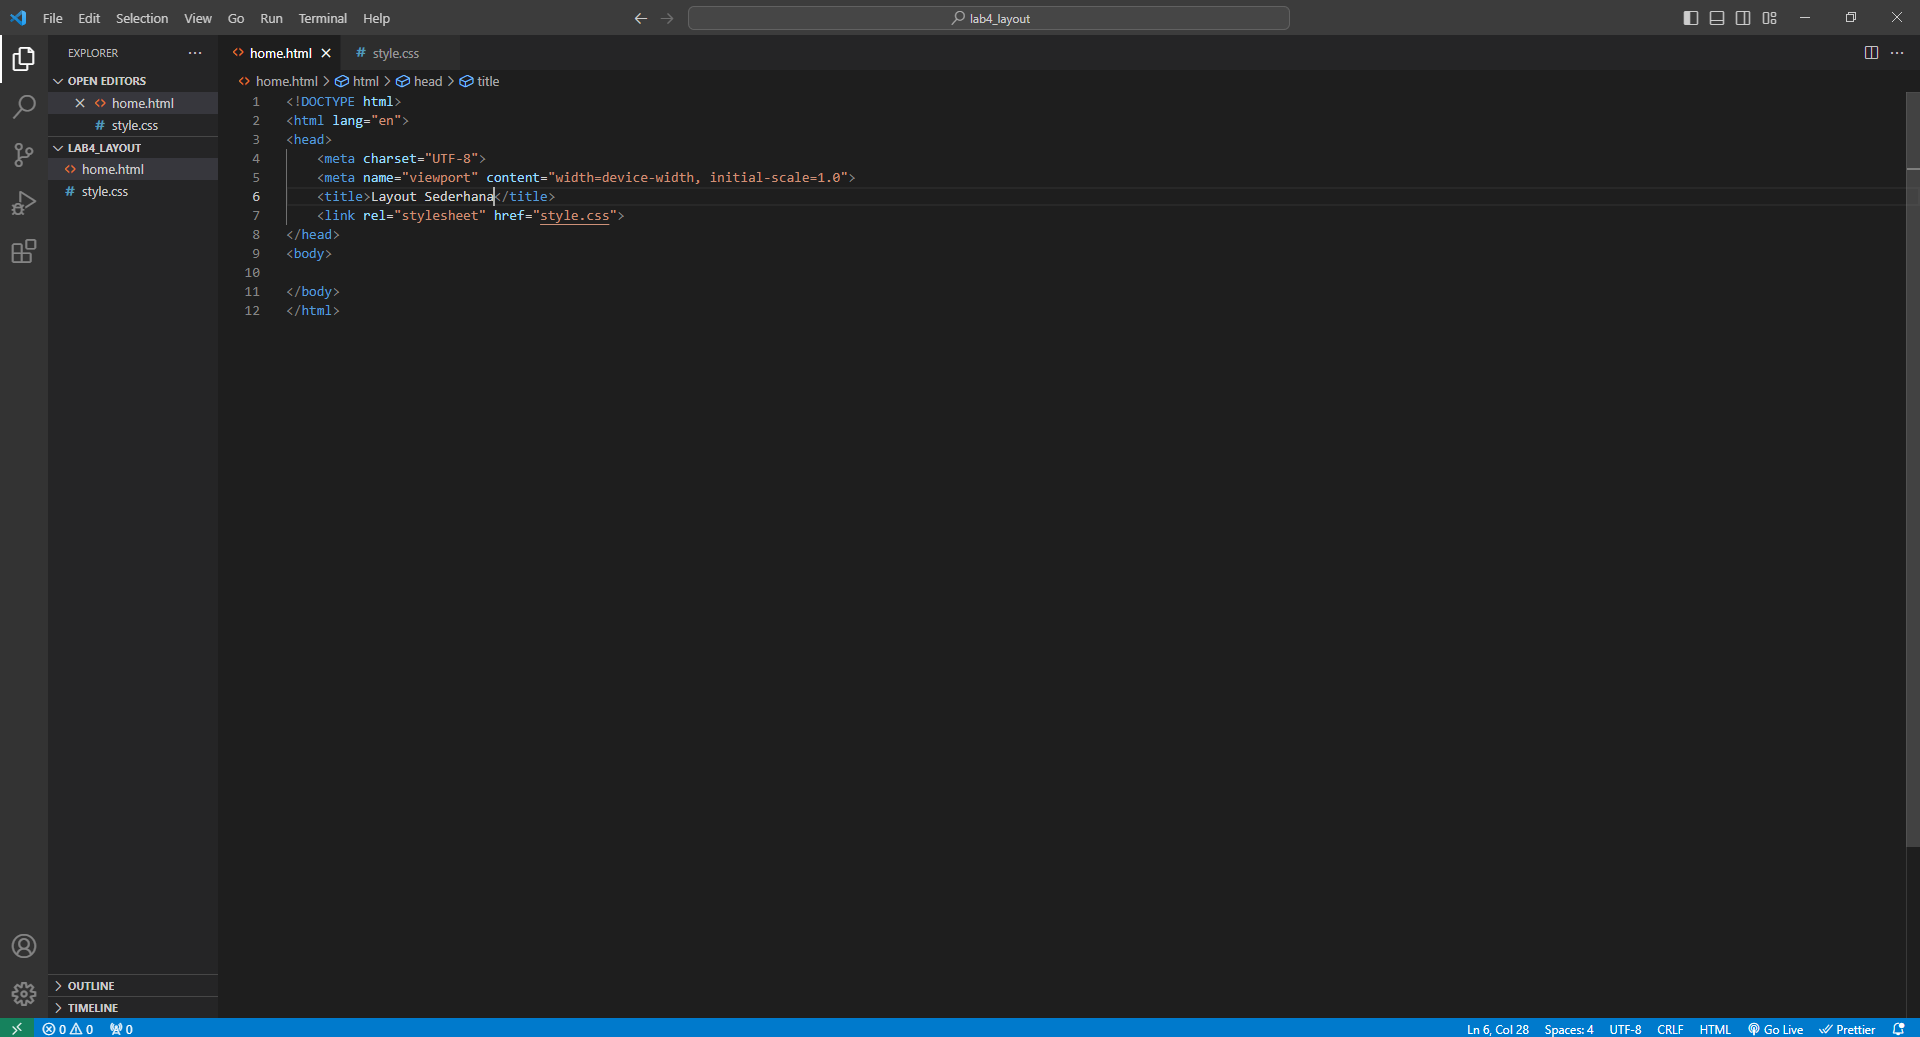 File Edit Selection View Go Run Terminal Help
lab4_layout
EXPLORER
OPEN EDITORS
home.html
style.css
LAB4_LAYOUT
home.html
style.css
OUTLINE
TIMELINE
home.html
style.css
home.html > html > head > title
1 <!DOCTYPE html>
2 <html lang="en">
3 <head>
4 <meta charset="UTF-8">
5 <meta name="viewport" content="width=device-width, initial-scale=1.0">
6 <title>Layout Sederhana</title>
7 <link rel="stylesheet" href="style.css">
8 </head>
9 <body>
10
11 </body>
12 </html>
0 0 0
Ln 6, Col 28 Spaces: 4 UTF-8 CRLF HTML Go Live Prettier